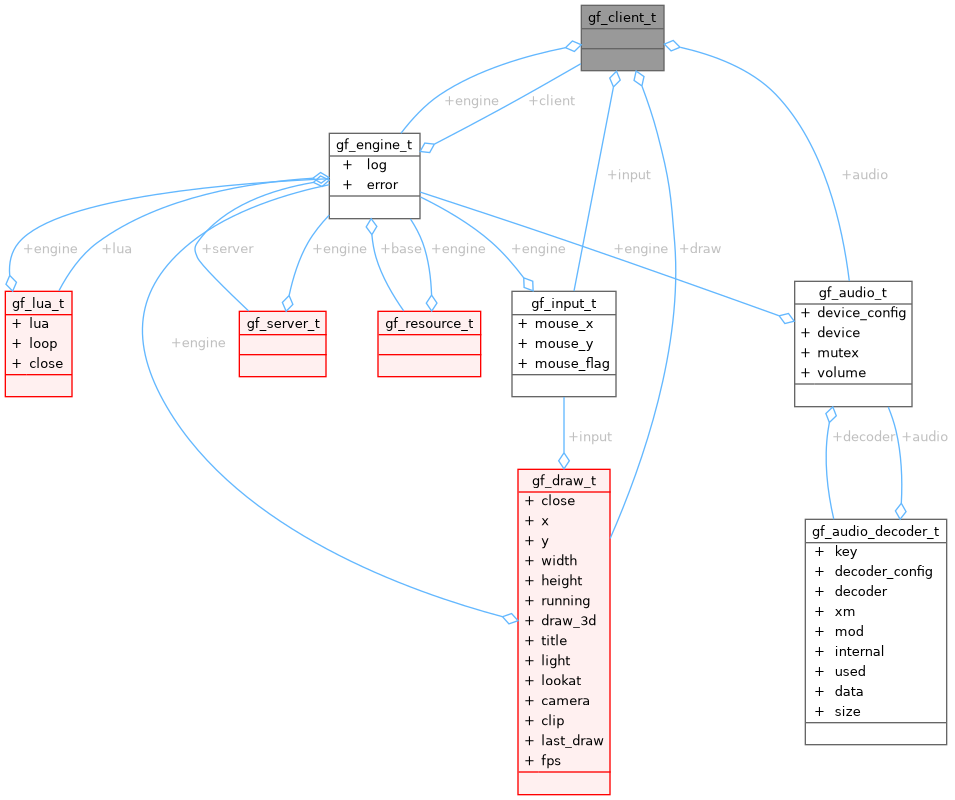 gf_client_t
+engine
+client
gf_engine_t
+ log
+ error
+input
+audio
+engine
+lua
+server
+engine
+base
+engine
+engine
+engine
+draw
gf_lua_t
+ lua
+ loop
+ close
gf_server_t
gf_resource_t
gf_input_t
+ mouse_x
+ mouse_y
+ mouse_flag
gf_audio_t
+ device_config
+ device
+ mutex
+ volume
+engine
+input
+decoder
+audio
gf_draw_t
+ close
+ x
+ y
+ width
+ height
+ running
+ draw_3d
+ title
+ light
+ lookat
+ camera
+ clip
+ last_draw
+ fps
gf_audio_decoder_t
+ key
+ decoder_config
+ decoder
+ xm
+ mod
+ internal
+ used
+ data
+ size